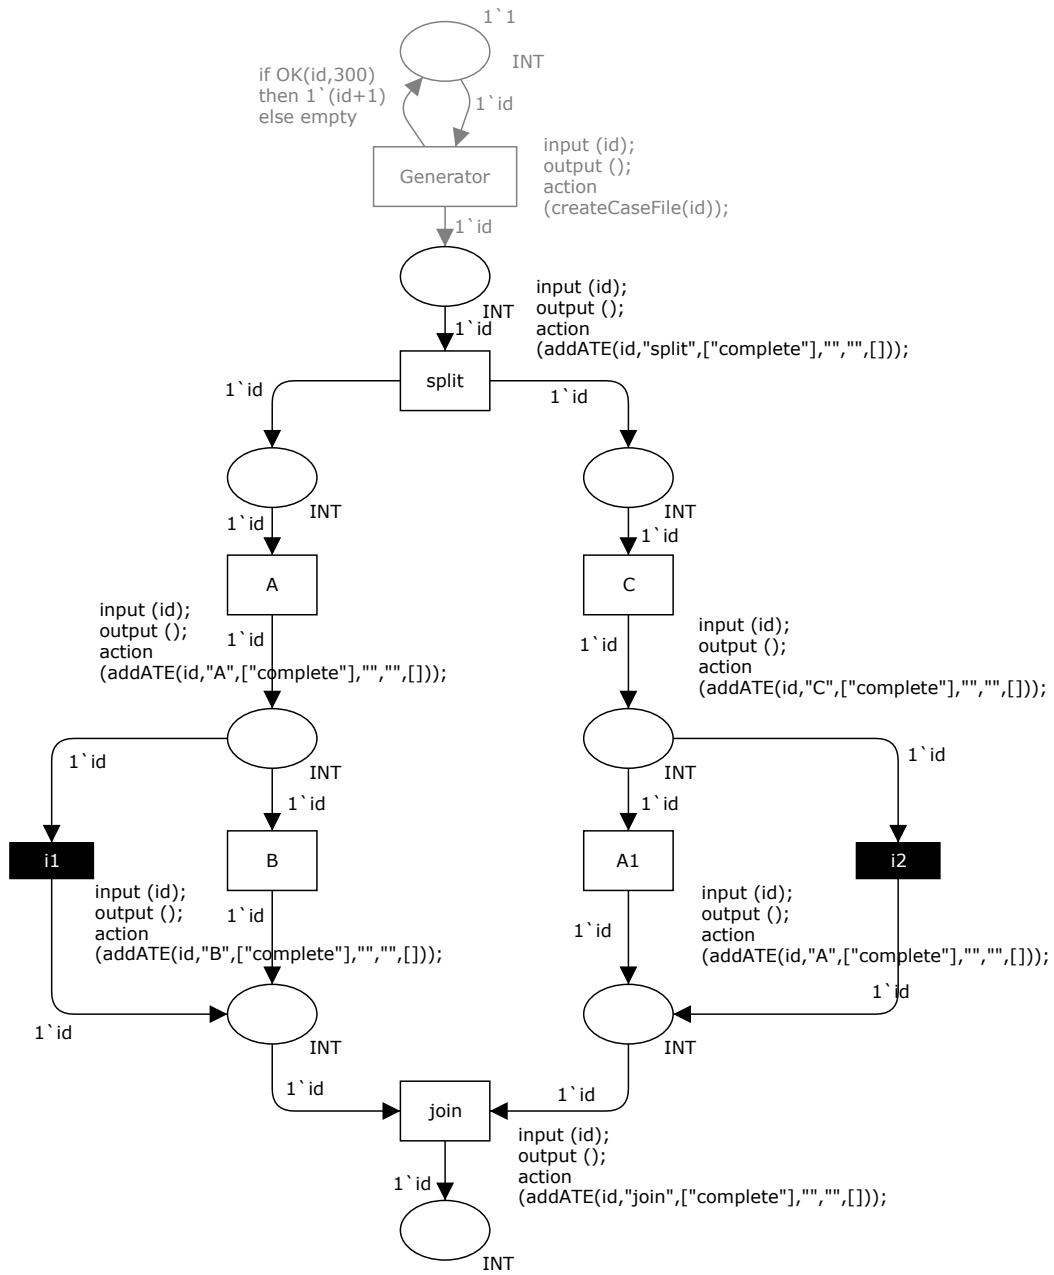 1`1
INT
if OK(id,300)
then 1`(id+1)
else empty
1`id
input (id);
output ();
action
(createCaseFile(id));
Generator
1`id
INT
1`id
input (id);
output ();
action
(addATE(id,"split",["complete"],"","",[]));
split
1`id
1`id
INT
INT
1`id
1`id
A
C
input (id);
output ();
action
(addATE(id,"A",["complete"],"","",[]));
1`id
1`id
input (id);
output ();
action
(addATE(id,"C",["complete"],"","",[]));
INT
INT
1`id
1`id
1`id
1`id
i1
B
A1
i2
input (id);
output ();
action
(addATE(id,"B",["complete"],"","",[]));
1`id
1`id
input (id);
output ();
action
(addATE(id,"A",["complete"],"","",[]));
1`id
1`id
INT
INT
1`id
1`id
join
input (id);
output ();
action
(addATE(id,"join",["complete"],"","",[]));
1`id
INT